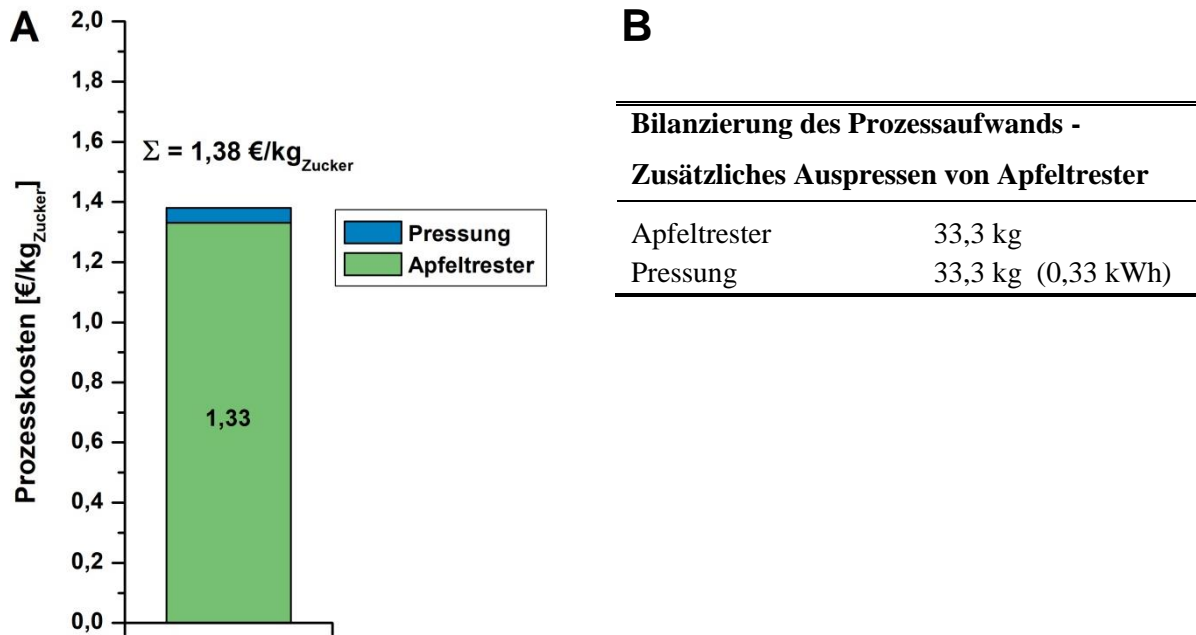 A
Prozesskosten [€/kg_Zucker]
2,0
1,8
1,6
1,4
1,2
1,0
0,8
0,6
0,4
0,2
0,0
Σ = 1,38 €/kg_Zucker
1,33
Pressung
Apfeltrester
B
Bilanzierung des Prozessaufwands -
Zusätzliches Auspressen von Apfeltrester
Apfeltrester 33,3 kg
Pressung 33,3 kg (0,33 kWh)